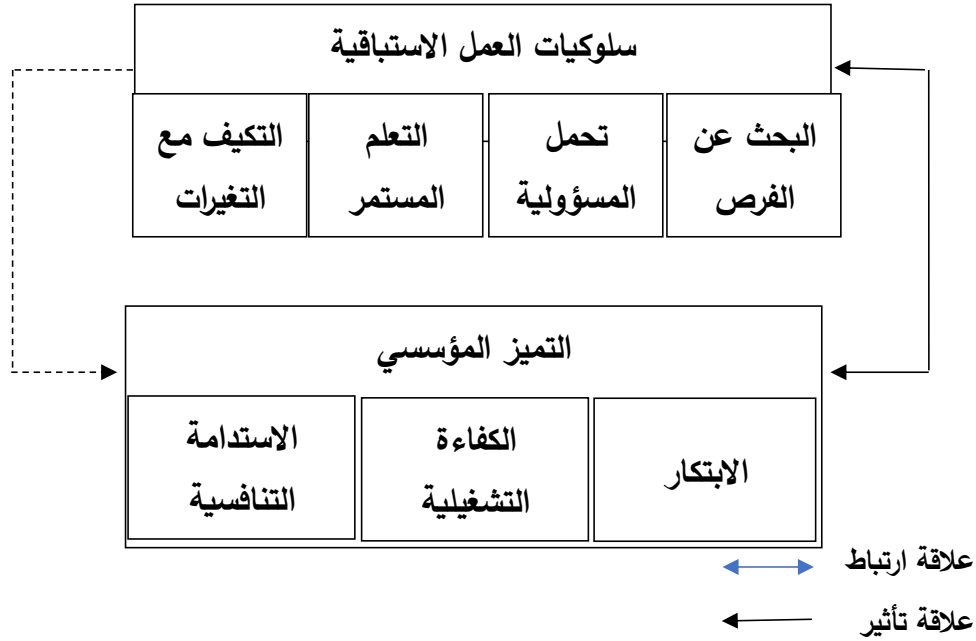 سلوكيات العمل الاستباقية
البحث عن
الفرص
تحمل
المسؤولية
التعلم
المستمر
التكيف مع
التغيرات
التميز المؤسسي
الابتكار
الكفاءة
التشغيلية
الاستدامة
التنافسية
علاقة ارتباط
علاقة تأثير